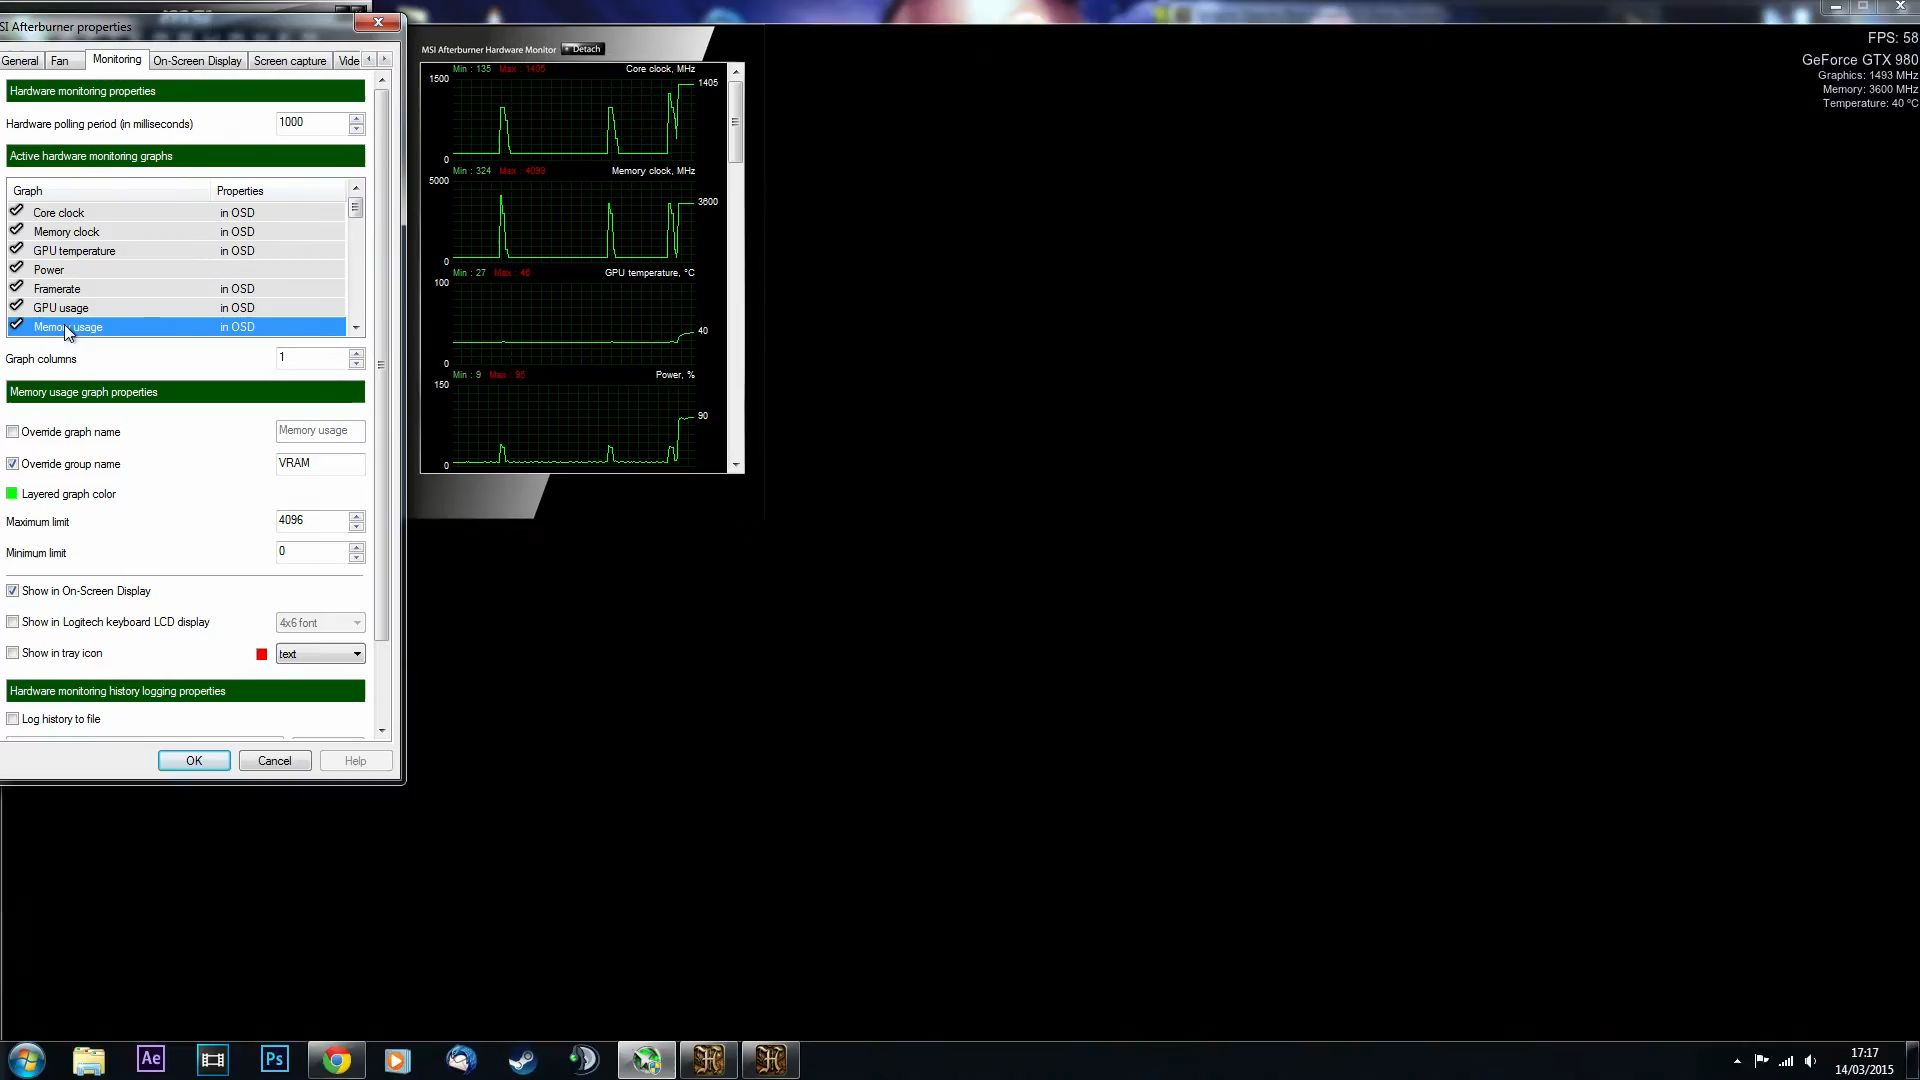 SI Afterburner properties
General
Fan
Monitoring
On-Screen Display
Screen capture
Vide
Hardware monitoring properties
Hardware polling period (in milliseconds)
1000
Active hardware monitoring graphs
Graph
Properties
Core clock
in OSD
Memory clock
in OSD
GPU temperature
in OSD
Power
Framerate
in OSD
GPU usage
in OSD
Memory usage
in OSD
Graph columns
1
Memory usage graph properties
Override graph name
Memory usage
Override group name
VRAM
Layered graph color
Maximum limit
4096
Minimum limit
0
Show in On-Screen Display
Show in Logitech keyboard LCD display
4x6 font
Show in tray icon
text
Hardware monitoring history logging properties
Log history to file
OK
Cancel
Help
MSI Afterburner Hardware Monitor
Detach
Min : 135
Max : 1405
Core clock, MHz
1500
1405
0
Min : 324
Max : 4099
Memory clock, MHz
5000
3600
0
Min : 27
Max : 46
GPU temperature, °C
100
40
0
Min : 9
Max : 95
Power, %
150
90
0
FPS: 58
GeForce GTX 980
Graphics: 1493 MHz
Memory: 3600 MHz
Temperature: 40 °C
Ae
Ps
17:17
14/03/2015